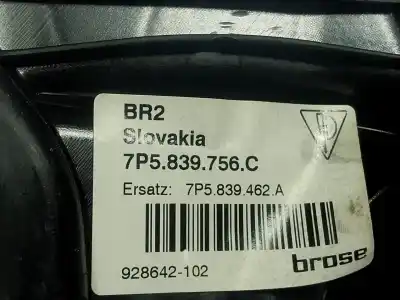 BR2
Slovakia
7P5.839.756.C
Ersatz: 7P5.839.462.A
928642-102
brose